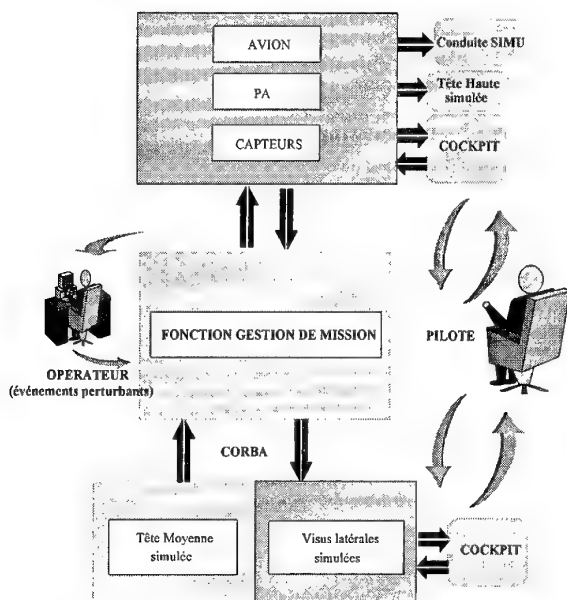 AVION
Conduite SIMU
PA
Tête Haute
simulée
CAPTEURS
COCKPIT
FONCTION GESTION DE MISSION
PILOTE
OPERATEUR
(événements perturbants)
CORBA
Tête Moyenne
simulée
Visus latérales
simulées
COCKPIT